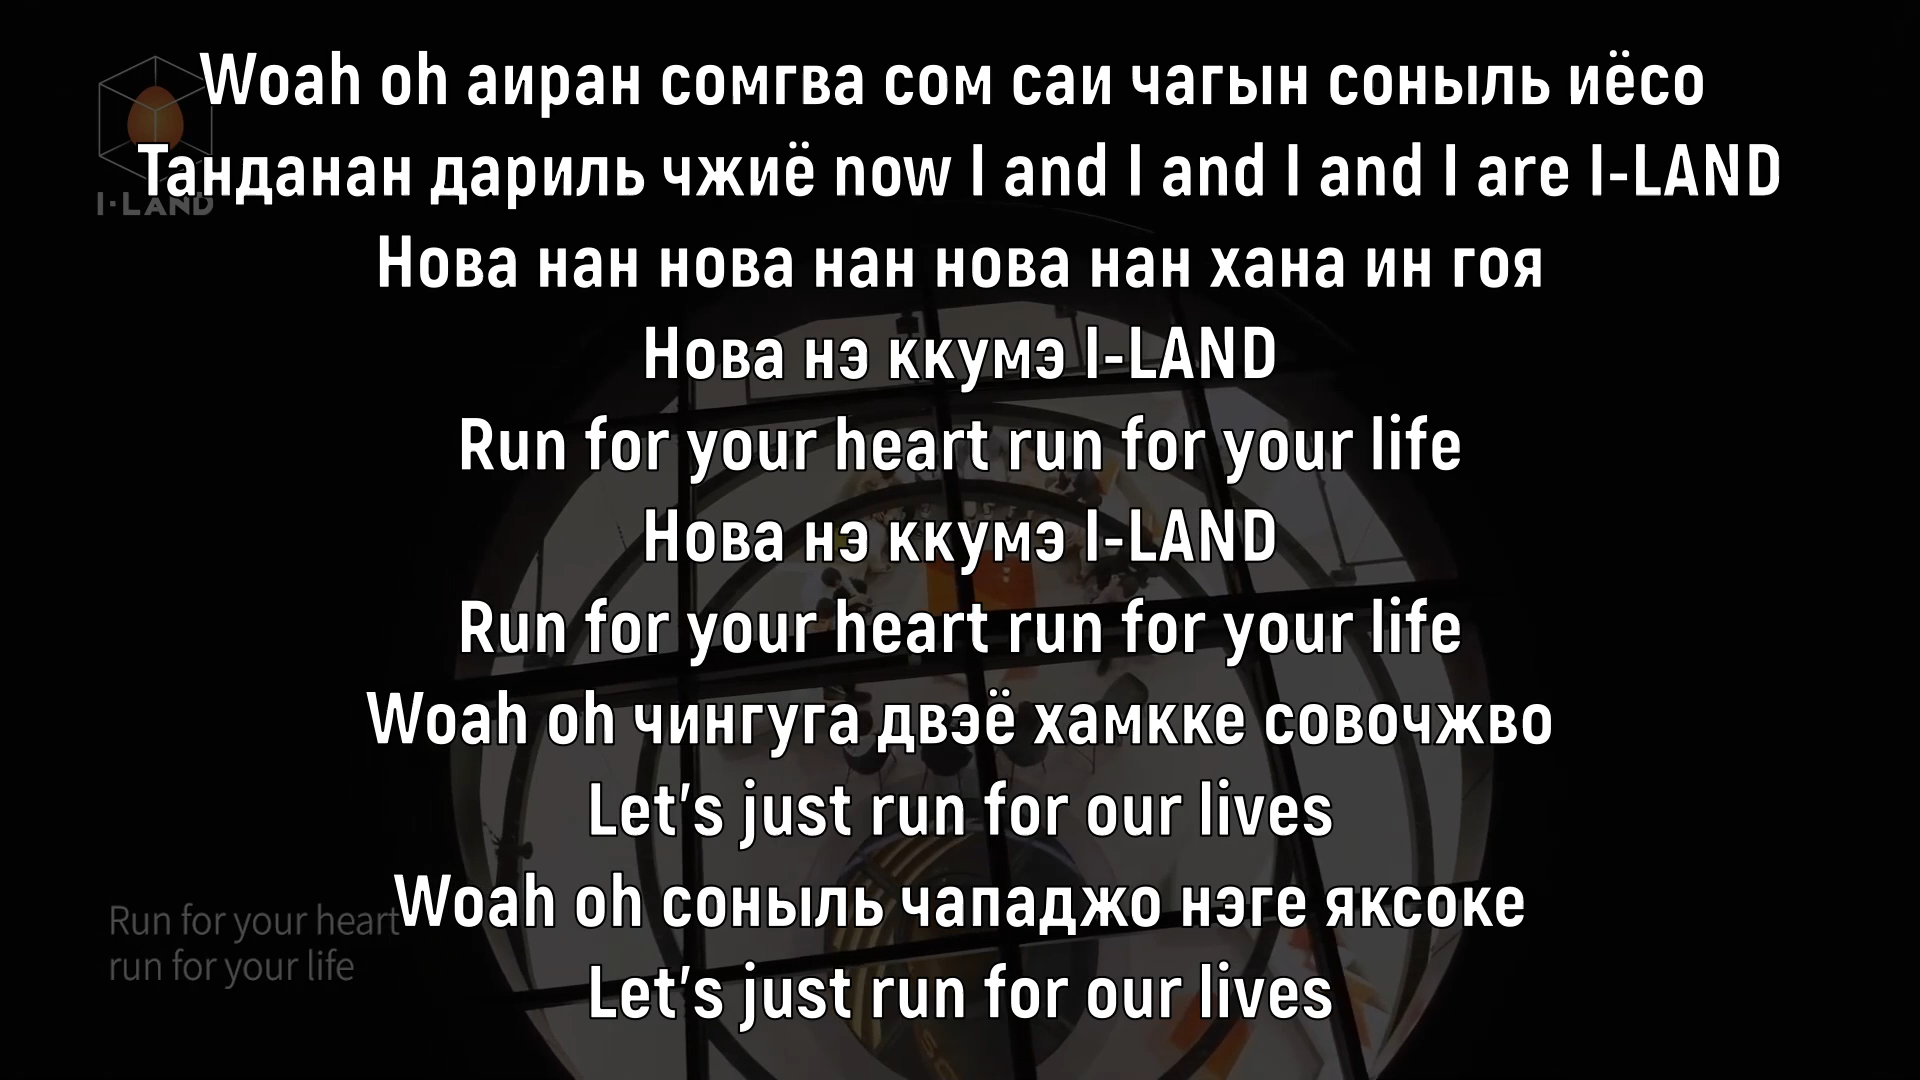 Woah oh аиран сомгва сом саи чагын соныль иёсо
Танданан дариль чжиё now I and I and I and I are I-LAND
Нова нан нова нан нова нан хана ин гоя
Нова нэ ккумэ I-LAND
Run for your heart run for your life
Нова нэ ккумэ I-LAND
Run for your heart run for your life
Woah oh чингуга двэё хамкке совочжво
Let's just run for our lives
Woah oh соныль чападжо нэге яксоке
Let's just run for our lives
I·LAND
Run for your heart
run for your life